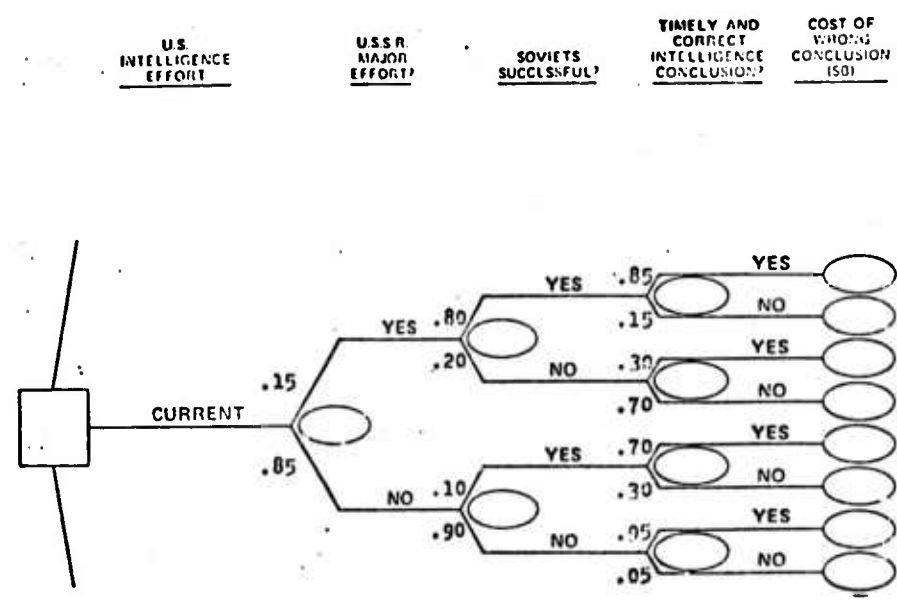 U.S.
INTELLIGENCE
EFFORT
U.S.S R.
MAJOR
EFFORT?
SOVIETS
SUCCESSFUL?
TIMELY AND
CORRECT
INTELLIGENCE
CONCLUSION?
COST OF
WRONG
CONCLUSION
($B)
YES
.85
YES
NO
.15
YES
.80
.20
YES
.30
NO
NO
.70
.15
CURRENT
.85
YES
.70
YES
NO
.30
NO
.10
.90
YES
.95
NO
NO
.05